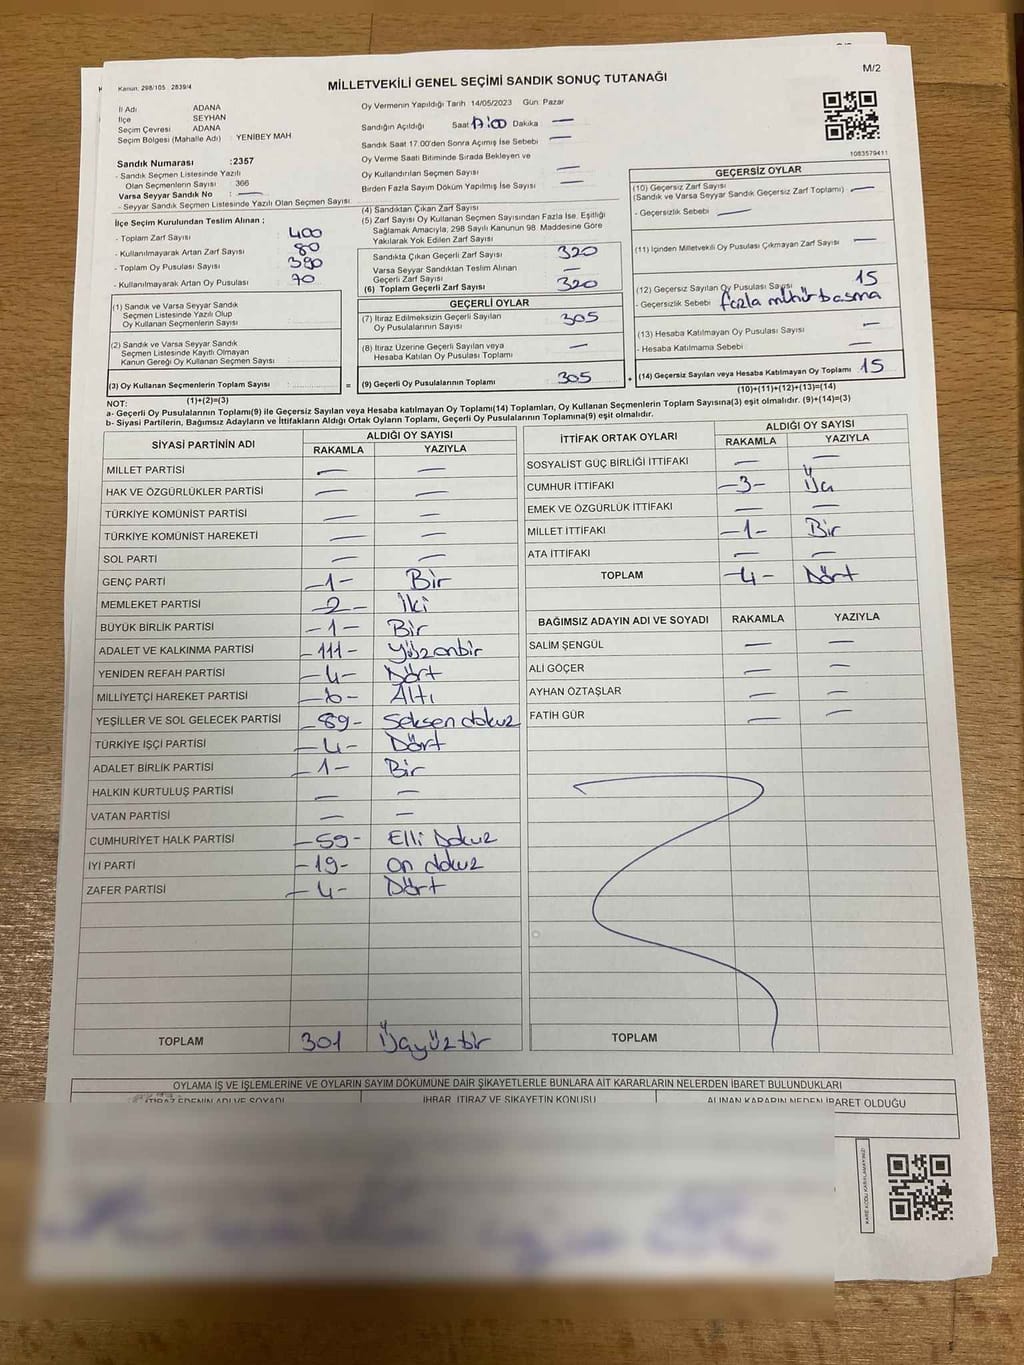 Kanun: 298/105 2839/4
MİLLETVEKİLİ GENEL SEÇİMİ SANDIK SONUÇ TUTANAĞI
M/2
İl Adı ADANA
İlçe SEYHAN
Seçim Çevresi ADANA
Seçim Bölgesi (Mahalle Adı) : YENİBEY MAH
Sandık Numarası :2357
- Sandık Seçmen Listesinde Yazılı
Olan Seçmenlerin Sayısı 366
Varsa Seyyar Sandık No : —
- Seyyar Sandık Seçmen Listesinde Yazılı Olan Seçmen Sayısı
Oy Vermenin Yapıldığı Tarih 14/05/2023 Gün: Pazar
Sandığın Açıldığı Saat 17:00 Dakika : —
Sandık Saat 17.00'den Sonra Açılmış İse Sebebi : —
Oy Verme Saati Bitiminde Sırada Bekleyen ve
Oy Kullandırılan Seçmen Sayısı —
Birden Fazla Sayım Döküm Yapılmış İse Sayısı : —
1083579411
İlçe Seçim Kurulundan Teslim Alınan ;
- Toplam Zarf Sayısı : 400
- Kullanılmayarak Artan Zarf Sayısı : 80
- Toplam Oy Pusulası Sayısı : 390
- Kullanılmayarak Artan Oy Pusulası : 70
(1) Sandık ve Varsa Seyyar Sandık
Seçmen Listesinde Yazılı Olup
Oy Kullanan Seçmenlerin Sayısı :
(2) Sandık ve Varsa Seyyar Sandık
Seçmen Listesinde Kayıtlı Olmayan
Kanun Gereği Oy Kullanan Seçmen Sayısı :
(3) Oy Kullanan Seçmenlerin Toplam Sayısı : =
(1)+(2)=(3)
(4) Sandıktan Çıkan Zarf Sayısı
(5) Zarf Sayısı Oy Kullanan Seçmen Sayısından Fazla İse, Eşitliği
Sağlamak Amacıyla, 298 Sayılı Kanunun 98. Maddesine Göre
Yakılarak Yok Edilen Zarf Sayısı
Sandıkta Çıkan Geçerli Zarf Sayısı : 320
Varsa Seyyar Sandıktan Teslim Alınan
Geçerli Zarf Sayısı : —
(6) Toplam Geçerli Zarf Sayısı : 320
GEÇERLİ OYLAR
(7) İtiraz Edilmeksizin Geçerli Sayılan
Oy Pusulalarının Sayısı : 305
(8) İtiraz Üzerine Geçerli Sayılan veya
Hesaba Katılan Oy Pusulası Toplamı : —
(9) Geçerli Oy Pusulalarının Toplamı : 305 +
GEÇERSİZ OYLAR
(10) Geçersiz Zarf Sayısı
(Sandık ve Varsa Seyyar Sandık Geçersiz Zarf Toplamı) : —
- Geçersizlik Sebebi : —
(11) İçinden Milletvekili Oy Pusulası Çıkmayan Zarf Sayısı : —
(12) Geçersiz Sayılan Oy Pusulası Sayısı : 15
- Geçersizlik Sebebi : fazla mühür basma
(13) Hesaba Katılmayan Oy Pusulası Sayısı : —
- Hesaba Katılmama Sebebi : —
(14) Geçersiz Sayılan veya Hesaba Katılmayan Oy Toplamı : 15
(10)+(11)+(12)+(13)=(14)
NOT:
a- Geçerli Oy Pusulalarının Toplamı(9) ile Geçersiz Sayılan veya Hesaba katılmayan Oy Toplamı(14) Toplamları, Oy Kullanan Seçmenlerin Toplam Sayısına(3) eşit olmalıdır. (9)+(14)=(3)
b- Siyasi Partilerin, Bağımsız Adayların ve İttifakların Aldığı Ortak Oyların Toplamı, Geçerli Oy Pusulalarının Toplamına(9) eşit olmalıdır.
SİYASİ PARTİNİN ADI ALDIĞI OY SAYISI
RAKAMLA YAZIYLA
MİLLET PARTİSİ — —
HAK VE ÖZGÜRLÜKLER PARTİSİ — —
TÜRKİYE KOMÜNİST PARTİSİ — —
TÜRKİYE KOMÜNİST HAREKETİ — —
SOL PARTİ — —
GENÇ PARTİ -1- Bir
MEMLEKET PARTİSİ -2- İki
BÜYÜK BİRLİK PARTİSİ -1- Bir
ADALET VE KALKINMA PARTİSİ -111- Yüzonbir
YENİDEN REFAH PARTİSİ -4- Dört
MİLLİYETÇİ HAREKET PARTİSİ -6- Altı
YEŞİLLER VE SOL GELECEK PARTİSİ -89- Seksen dokuz
TÜRKİYE İŞÇİ PARTİSİ -4- Dört
ADALET BİRLİK PARTİSİ -1- Bir
HALKIN KURTULUŞ PARTİSİ — —
VATAN PARTİSİ — —
CUMHURİYET HALK PARTİSİ -59- Elli Dokuz
İYİ PARTİ -19- On dokuz
ZAFER PARTİSİ -4- Dört
TOPLAM 301 Üçyüzbir
İTTİFAK ORTAK OYLARI ALDIĞI OY SAYISI
RAKAMLA YAZIYLA
SOSYALİST GÜÇ BİRLİĞİ İTTİFAKI — —
CUMHUR İTTİFAKI -3- Üç
EMEK VE ÖZGÜRLÜK İTTİFAKI — —
MİLLET İTTİFAKI -1- Bir
ATA İTTİFAKI — —
TOPLAM -4- Dört
BAĞIMSIZ ADAYIN ADI VE SOYADI RAKAMLA YAZIYLA
SALİM ŞENGÜL — —
ALİ GÖÇER — —
AYHAN ÖZTAŞLAR — —
FATİH GÜR — —
TOPLAM
OYLAMA İŞ VE İŞLEMLERİNE VE OYLARIN SAYIM DÖKÜMÜNE DAİR ŞİKAYETLERLE BUNLARA AİT KARARLARIN NELERDEN İBARET BULUNDUKLARI
İTİRAZ EDENİN ADI VE SOYADI İHBAR, İTİRAZ VE ŞİKAYETİN KONUSU ALINAN KARARIN NEDEN İBARET OLDUĞU